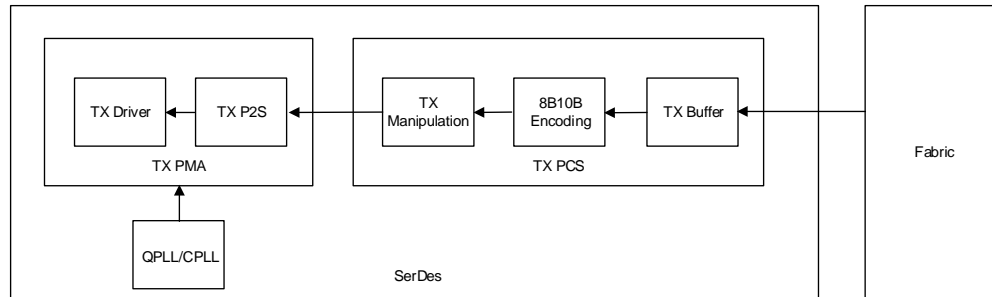 TX Driver
TX P2S
TX
Manipulation
8B10B
Encoding
TX Buffer
TX PMA
TX PCS
Fabric
QPLL/CPLL
SerDes